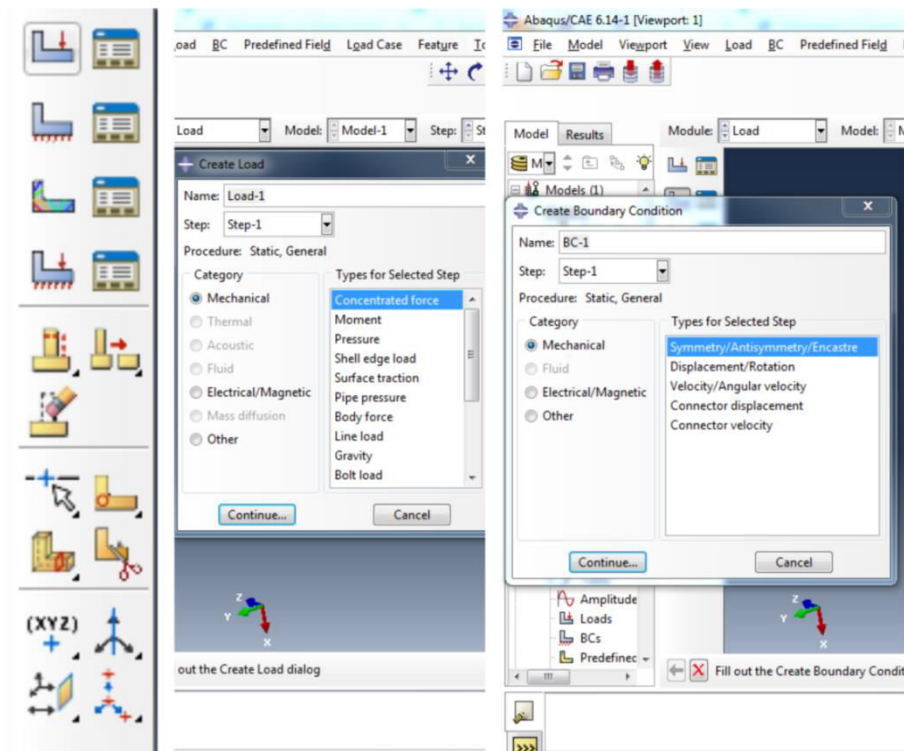 (XYZ)
oad BC Predefined Field Load Case Feature To
Load Model: Model-1 Step: St
Create Load
Name: Load-1
Step: Step-1
Procedure: Static, General
Category Types for Selected Step
Mechanical
Thermal
Acoustic
Fluid
Electrical/Magnetic
Mass diffusion
Other
Concentrated force
Moment
Pressure
Shell edge load
Surface traction
Pipe pressure
Body force
Line load
Gravity
Bolt load
Continue... Cancel
Z
Y
X
out the Create Load dialog
Abaqus/CAE 6.14-1 [Viewport: 1]
File Model Viewport View Load BC Predefined Field
Model Results Module: Load Model: M
M
Models (1)
Create Boundary Condition
Name: BC-1
Step: Step-1
Procedure: Static, General
Category Types for Selected Step
Mechanical
Fluid
Electrical/Magnetic
Other
Symmetry/Antisymmetry/Encastre
Displacement/Rotation
Velocity/Angular velocity
Connector displacement
Connector velocity
Continue... Cancel
Amplitude
Loads
BCs
Predefined
Z
Y
X
Fill out the Create Boundary Condit
>>>